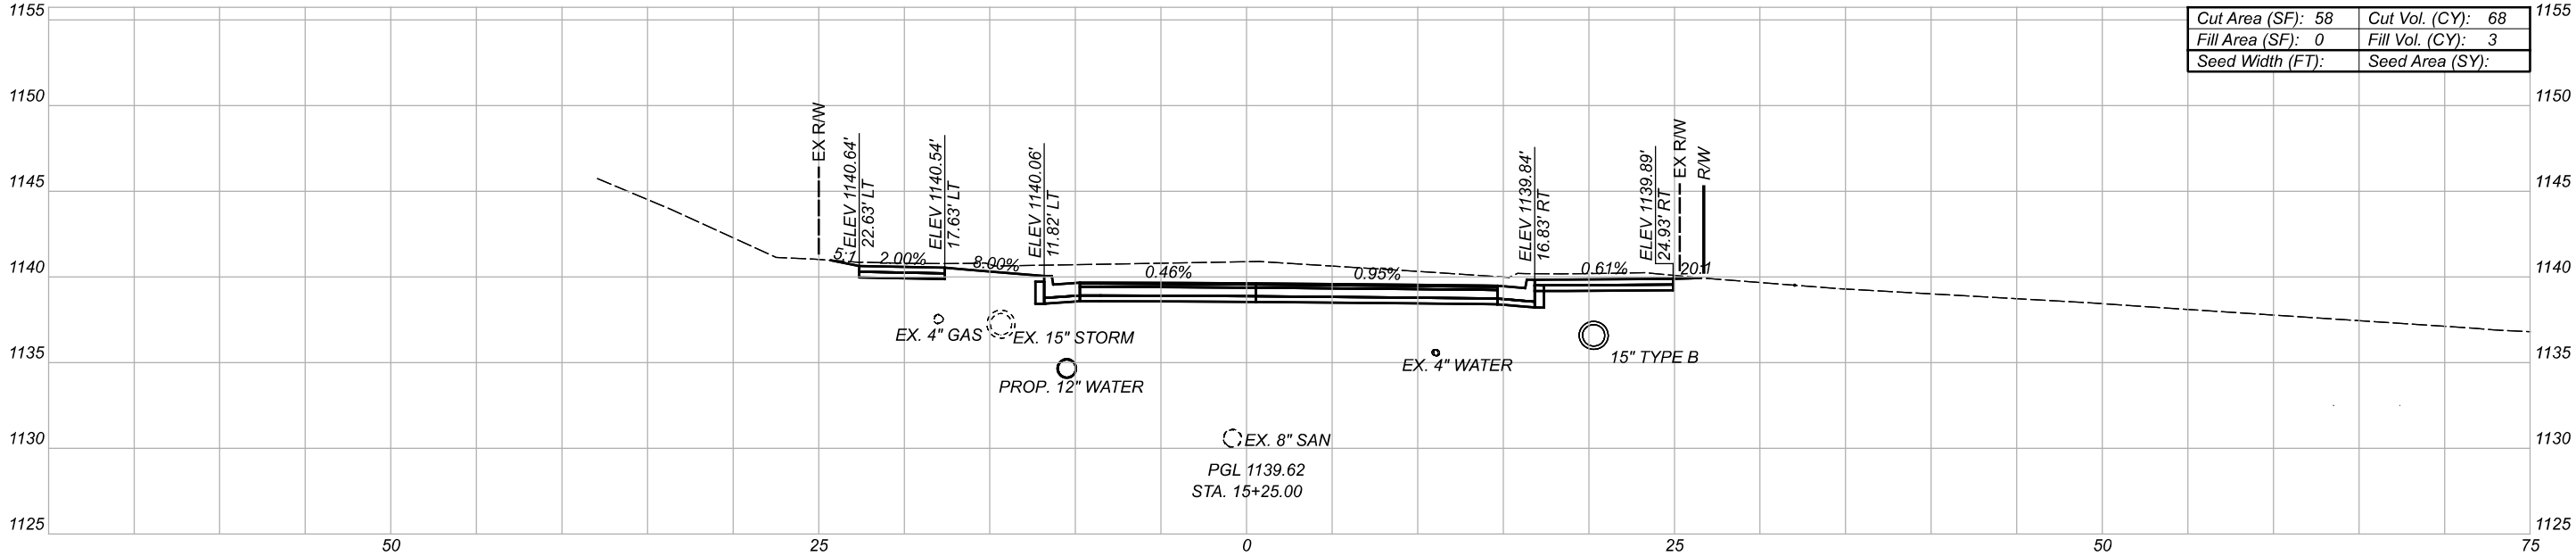 1155
1155
Cut Area (SF): 58 Cut Vol. (CY): 68
Fill Area (SF): 0 Fill Vol. (CY): 3
Seed Width (FT): Seed Area (SY):
1150
1150
1145
1145
EX R/W
ELEV 1140.64'
22.63' LT
ELEV 1140.54'
17.63' LT
ELEV 1140.06'
11.82' LT
ELEV 1139.84'
16.83' RT
ELEV 1139.89'
24.93' RT
EX R/W
R/W
1140
1140
5:1
2.00%
8.00%
0.46%
0.95%
0.61%
20:1
EX. 4" GAS
EX. 15" STORM
1135
1135
EX. 4" WATER
15" TYPE B
PROP. 12" WATER
1130
1130
EX. 8" SAN
PGL 1139.62
STA. 15+25.00
1125
1125
50
25
0
25
50
75